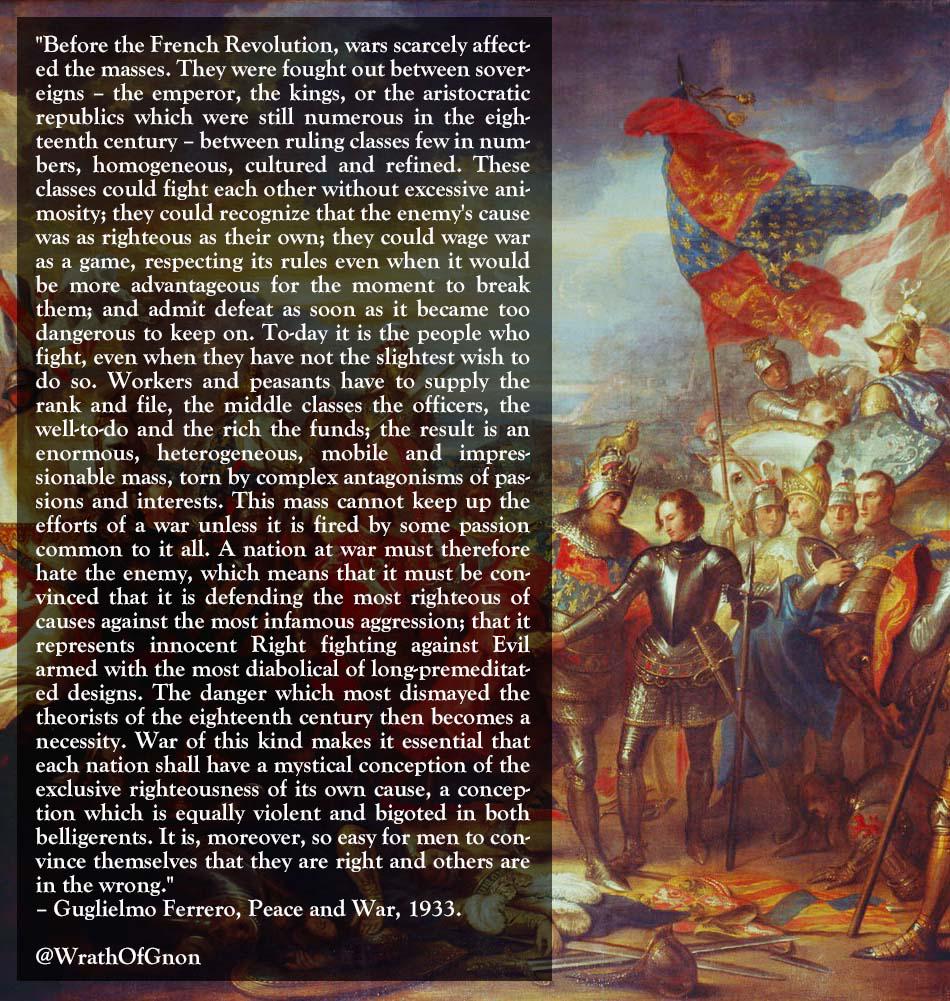 "Before the French Revolution, wars scarcely affect-
ed the masses. They were fought out between sover-
eigns – the emperor, the kings, or the aristocratic
republics which were still numerous in the eigh-
teenth century – between ruling classes few in num-
bers, homogeneous, cultured and refined. These
classes could fight each other without excessive ani-
mosity; they could recognize that the enemy's cause
was as righteous as their own; they could wage war
as a game, respecting its rules even when it would
be more advantageous for the moment to break
them; and admit defeat as soon as it became too
dangerous to keep on. To-day it is the people who
fight, even when they have not the slightest wish to
do so. Workers and peasants have to supply the
rank and file, the middle classes the officers, the
well-to-do and the rich the funds; the result is an
enormous, heterogeneous, mobile and impres-
sionable mass, torn by complex antagonisms of pas-
sions and interests. This mass cannot keep up the
efforts of a war unless it is fired by some passion
common to it all. A nation at war must therefore
hate the enemy, which means that it must be con-
vinced that it is defending the most righteous of
causes against the most infamous aggression; that it
represents innocent Right fighting against Evil
armed with the most diabolical of long-premeditat-
ed designs. The danger which most dismayed the
theorists of the eighteenth century then becomes a
necessity. War of this kind makes it essential that
each nation shall have a mystical conception of the
exclusive righteousness of its own cause, a concep-
tion which is equally violent and bigoted in both
belligerents. It is, moreover, so easy for men to con-
vince themselves that they are right and others are
in the wrong."
– Guglielmo Ferrero, Peace and War, 1933.
@WrathOfGnon